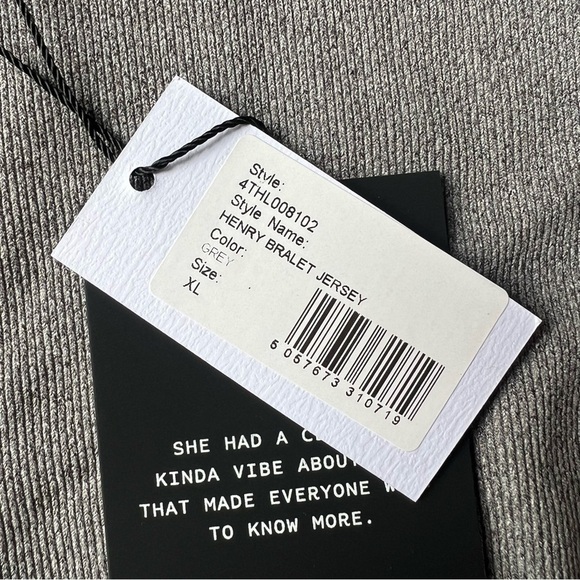 Style:
4THL008102
Style Name:
HENRY BRALET JERSEY
Color:
GREY
Size:
XL
5 057673 310719
SHE HAD A
KINDA VIBE ABOUT
THAT MADE EVERYONE
TO KNOW MORE.